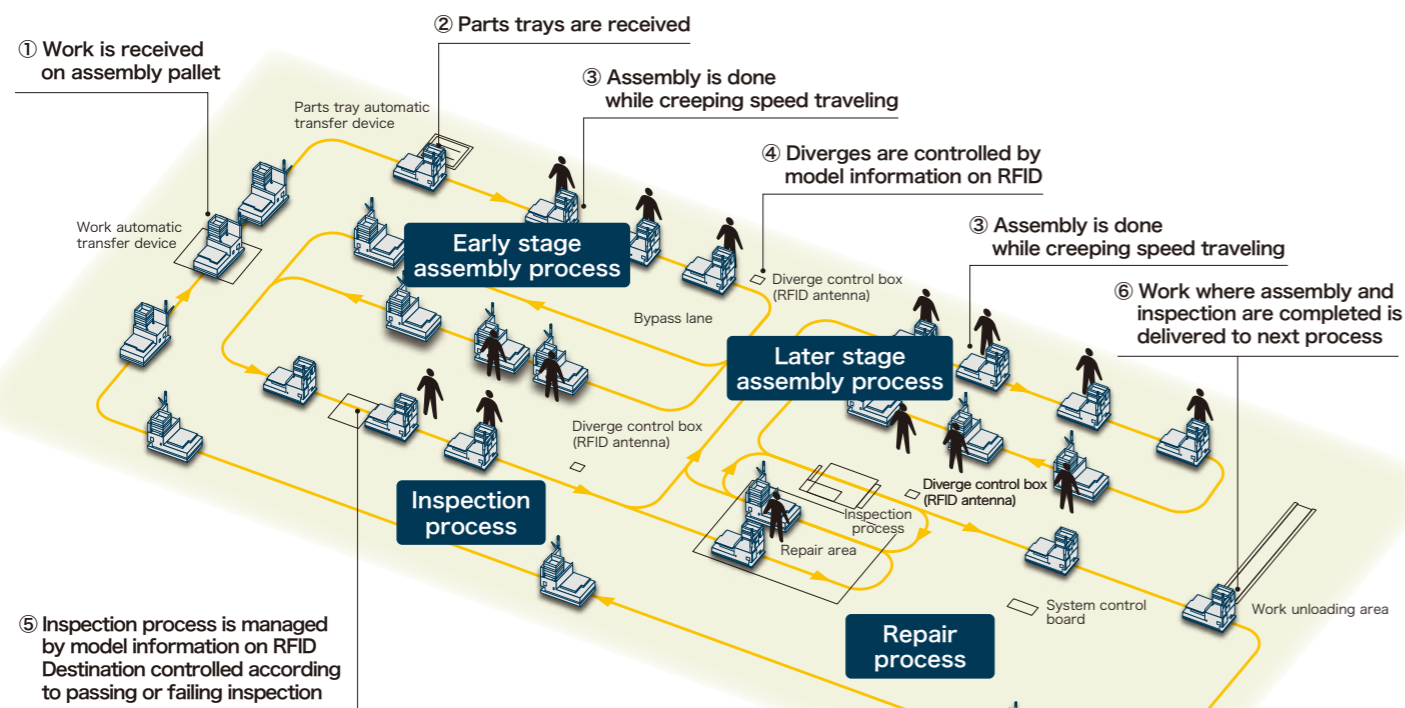 ② Parts trays are received
① Work is received
on assembly pallet
③ Assembly is done
while creeping speed traveling
Parts tray automatic
transfer device
④ Diverges are controlled by
model information on RFID
Work automatic
transfer device
③ Assembly is done
while creeping speed traveling
Early stage
assembly process
Diverge control box
(RFID antenna)
⑥ Work where assembly and
inspection are completed is
delivered to next process
Bypass lane
Later stage
assembly process
Diverge control box
(RFID antenna)
Diverge control box
(RFID antenna)
Inspection
process
Inspection
process
Repair area
System control
board
Work unloading area
⑤ Inspection process is managed
by model information on RFID
Destination controlled according
to passing or failing inspection
Repair
process